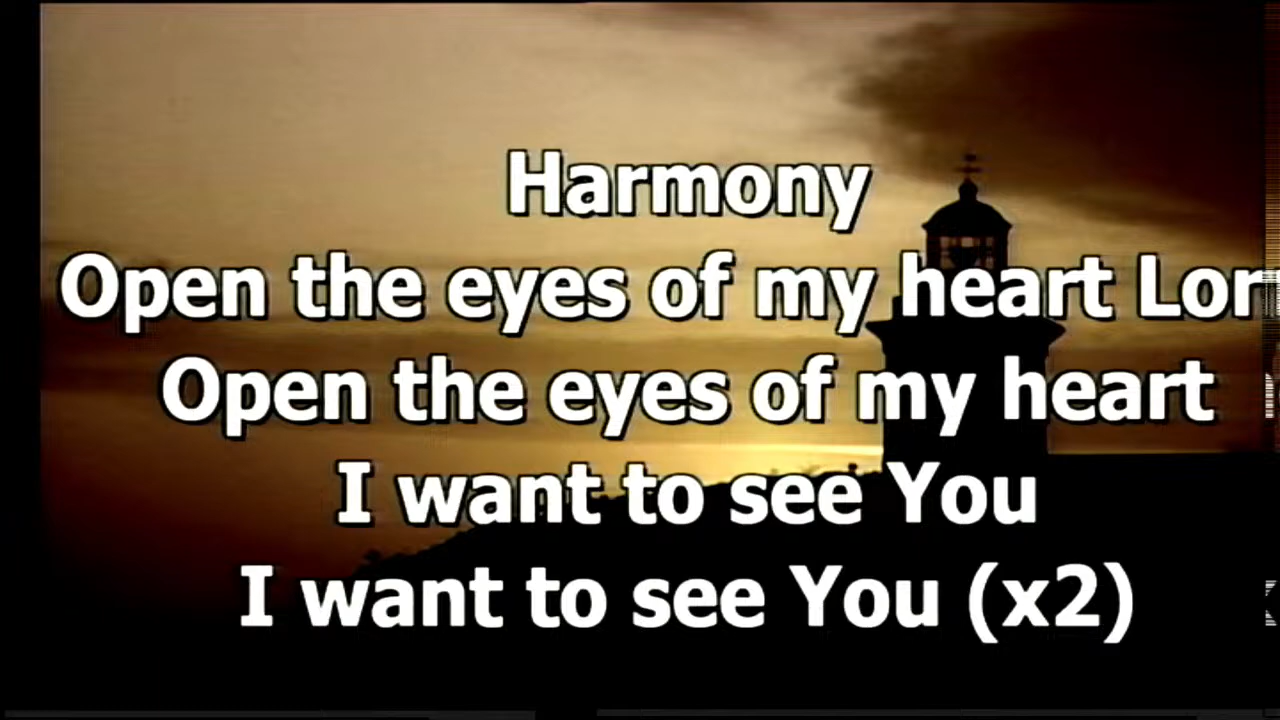 Harmony
Open the eyes of my heart Lor
Open the eyes of my heart
I want to see You
I want to see You (x2)